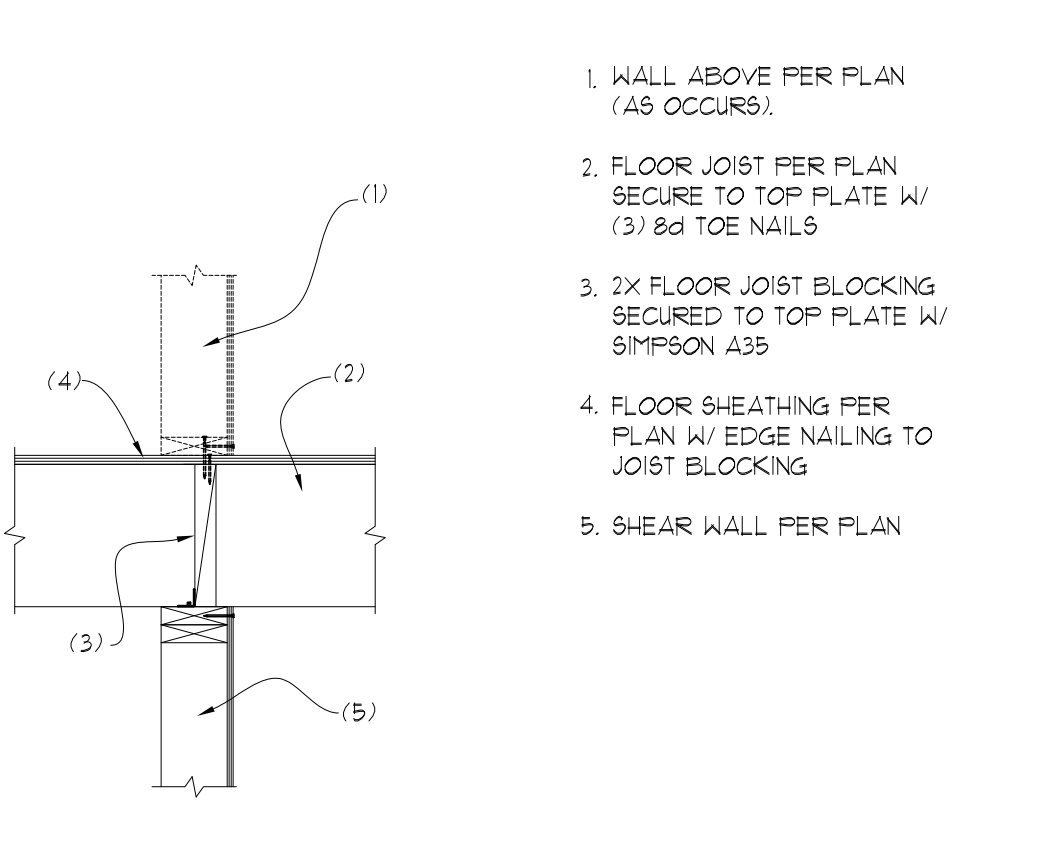 1. WALL ABOVE PER PLAN
(AS OCCURS).
2. FLOOR JOIST PER PLAN
SECURE TO TOP PLATE W/
(3) 8d TOE NAILS
3. 2X FLOOR JOIST BLOCKING
SECURED TO TOP PLATE W/
SIMPSON A35
4. FLOOR SHEATHING PER
PLAN W/ EDGE NAILING TO
JOIST BLOCKING
5. SHEAR WALL PER PLAN
(1)
(2)
(4)
(3)
(5)